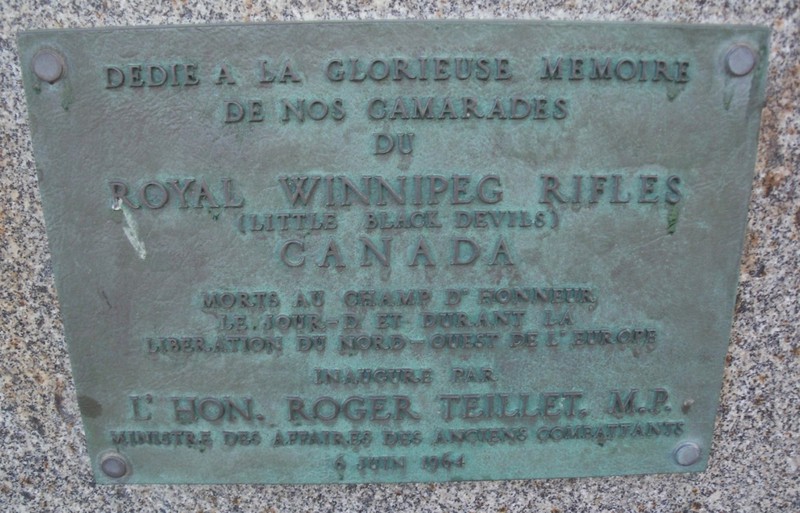 DEDIE A LA GLORIEUSE MEMOIRE
DE NOS CAMARADES
DU
ROYAL WINNIPEG RIFLES
(LITTLE BLACK DEVILS)
CANADA
MORTS AU CHAMP D'HONNEUR
LE JOUR-D ET DURANT LA
LIBERATION DU NORD-OUEST DE L'EUROPE
INAUGURE PAR
L'HON. ROGER TEILLET, M.P.
MINISTRE DES AFFAIRES DES ANCIENS COMBATTANTS
6 JUIN 1964